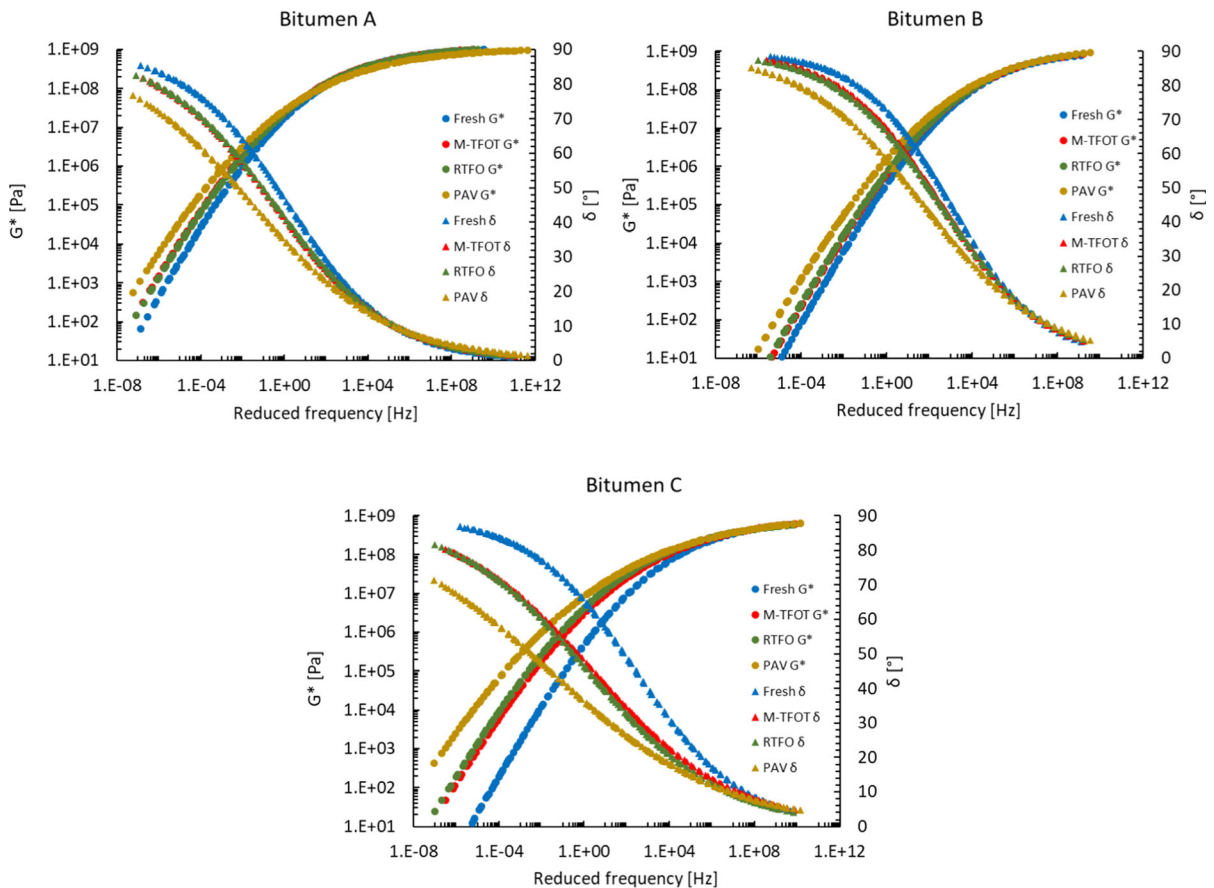 Bitumen A
1.E+09
1.E+08
1.E+07
1.E+06
1.E+05
1.E+04
1.E+03
1.E+02
1.E+01
G* [Pa]
90
80
70
60
50
40
30
20
10
0
δ [°]
Fresh G*
M-TFOT G*
RTFO G*
PAV G*
Fresh δ
M-TFOT δ
RTFO δ
PAV δ
1.E-08 1.E-04 1.E+00 1.E+04 1.E+08 1.E+12
Reduced frequency [Hz]
Bitumen B
1.E+09
1.E+08
1.E+07
1.E+06
1.E+05
1.E+04
1.E+03
1.E+02
1.E+01
G* [Pa]
90
80
70
60
50
40
30
20
10
0
δ [°]
Fresh G*
M-TFOT G*
RTFO G*
PAV G*
Fresh δ
M-TFOT δ
RTFO δ
PAV δ
1.E-08 1.E-04 1.E+00 1.E+04 1.E+08 1.E+12
Reduced frequency [Hz]
Bitumen C
1.E+09
1.E+08
1.E+07
1.E+06
1.E+05
1.E+04
1.E+03
1.E+02
1.E+01
G* [Pa]
90
80
70
60
50
40
30
20
10
0
δ [°]
Fresh G*
M-TFOT G*
RTFO G*
PAV G*
Fresh δ
M-TFOT δ
RTFO δ
PAV δ
1.E-08 1.E-04 1.E+00 1.E+04 1.E+08 1.E+12
Reduced frequency [Hz]